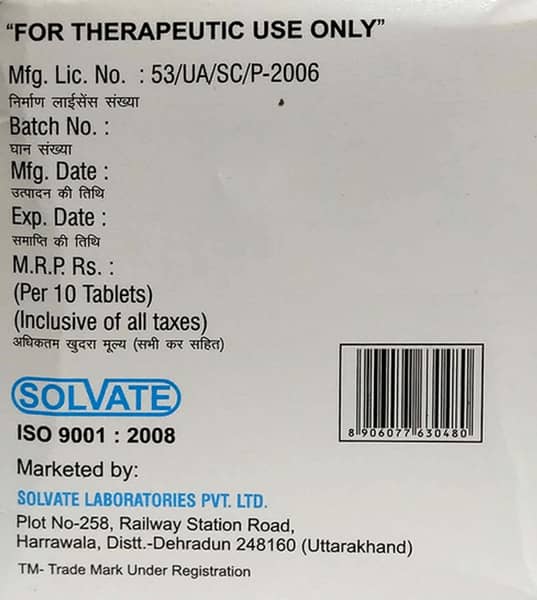 “FOR THERAPEUTIC USE ONLY”
Mfg. Lic. No. : 53/UA/SC/P-2006
निर्माण लाईसेंस संख्या
Batch No. :
घान संख्या
Mfg. Date :
उत्पादन की तिथि
Exp. Date :
समाप्ति की तिथि
M.R.P. Rs. :
(Per 10 Tablets)
(Inclusive of all taxes)
अधिकतम खुदरा मूल्य (सभी कर सहित)
8 906077 630480
SOLVATE
ISO 9001 : 2008
Marketed by:
SOLVATE LABORATORIES PVT. LTD.
Plot No-258, Railway Station Road,
Harrawala, Distt.-Dehradun 248160 (Uttarakhand)
TM- Trade Mark Under Registration